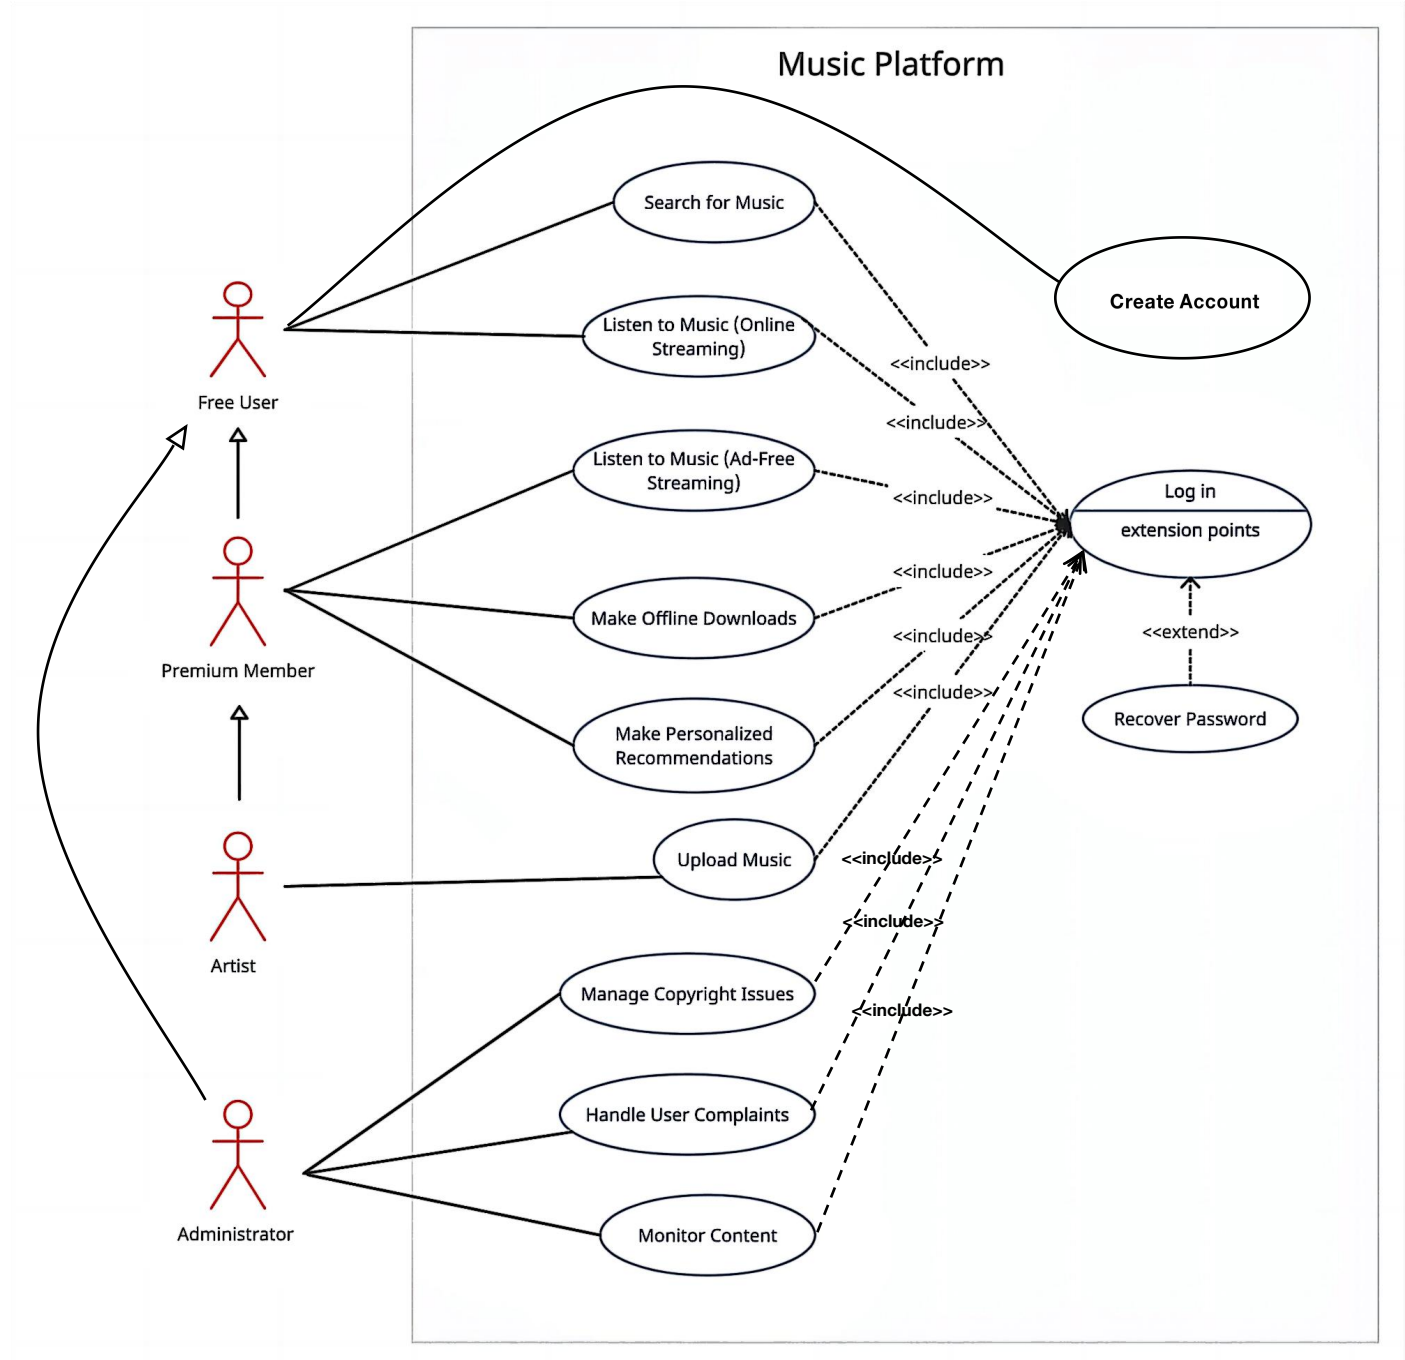 Music Platform
Search for Music
Create Account
Listen to Music (Online
Streaming)
<<include>>
Free User
<<include>>
Listen to Music (Ad-Free
Streaming)
<<include>>
Log in
extension points
<<include>>
Make Offline Downloads
<<include>>
<<extend>>
Premium Member
<<include>>
Recover Password
Make Personalized
Recommendations
Upload Music
<<include>>
<<include>>
Artist
Manage Copyright Issues
<<include>>
Handle User Complaints
Administrator
Monitor Content